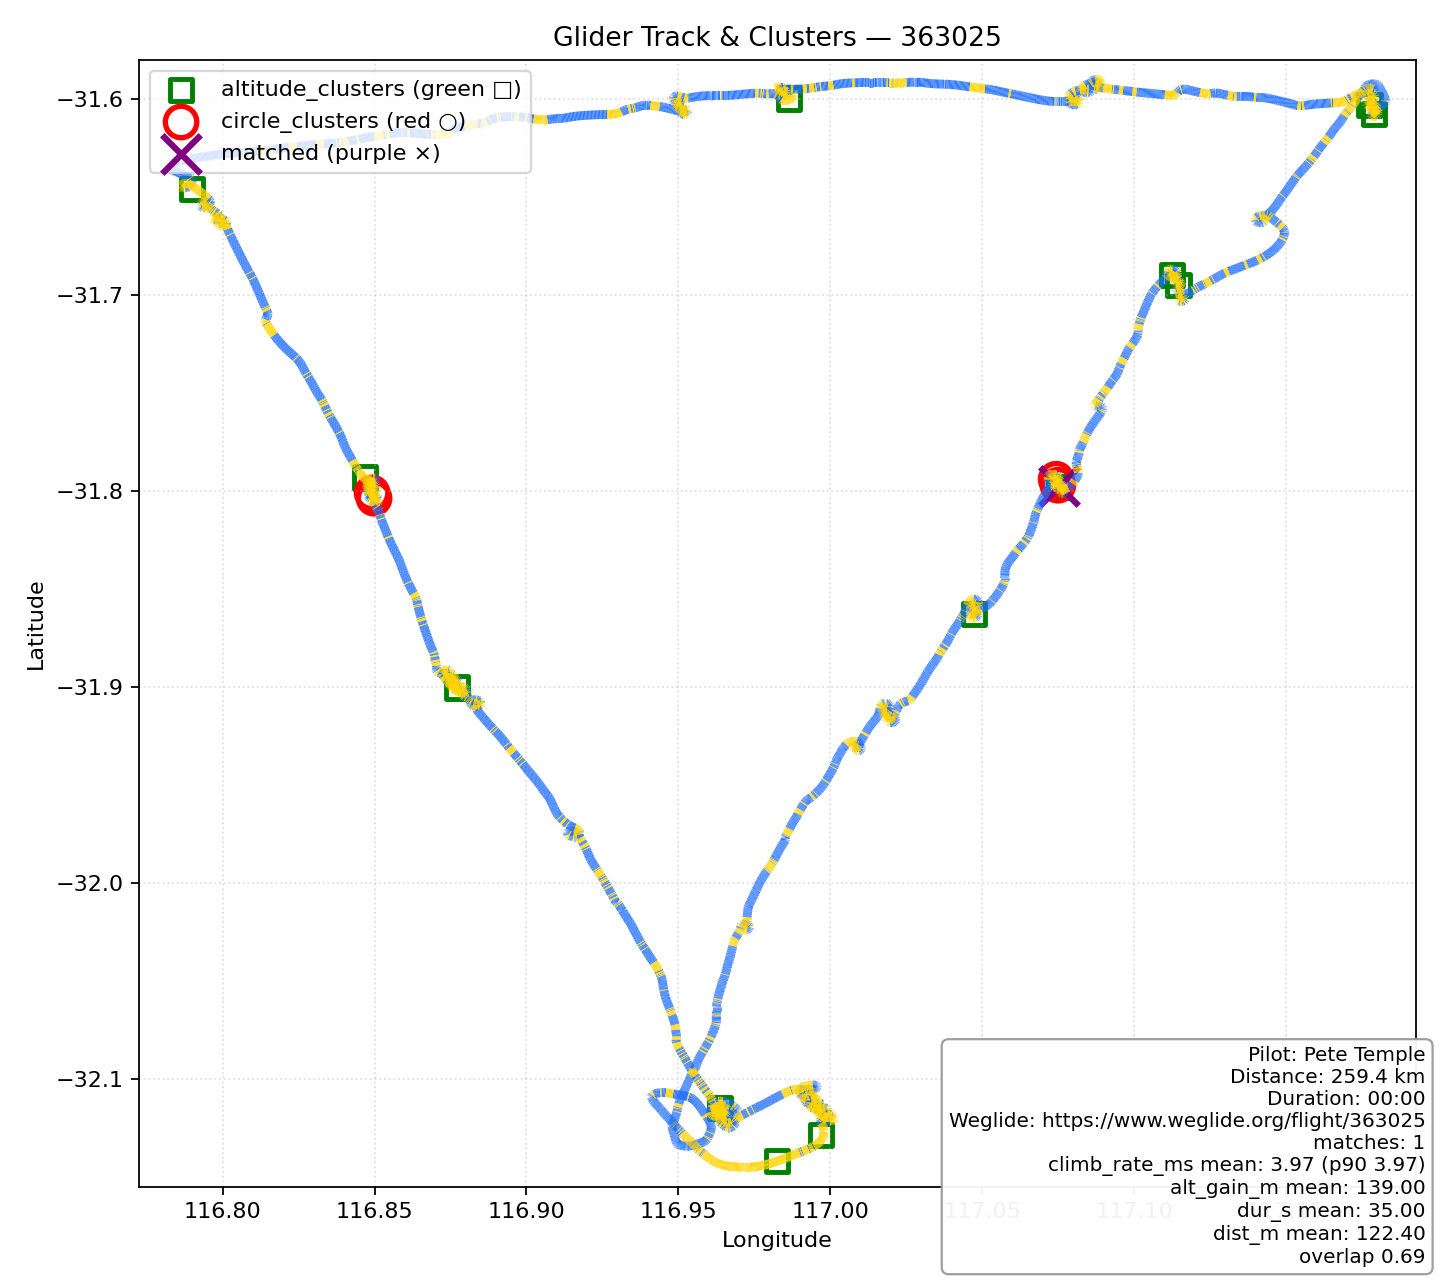 Glider Track & Clusters — 363025
altitude_clusters (green □)
circle_clusters (red ○)
matched (purple ×)
Latitude
−31.6
−31.7
−31.8
−31.9
−32.0
−32.1
116.80
116.85
116.90
116.95
117.00
117.05
117.10
Longitude
Pilot: Pete Temple
Distance: 259.4 km
Duration: 00:00
Weglide: https://www.weglide.org/flight/363025
matches: 1
climb_rate_ms mean: 3.97 (p90 3.97)
alt_gain_m mean: 139.00
dur_s mean: 35.00
dist_m mean: 122.40
overlap 0.69